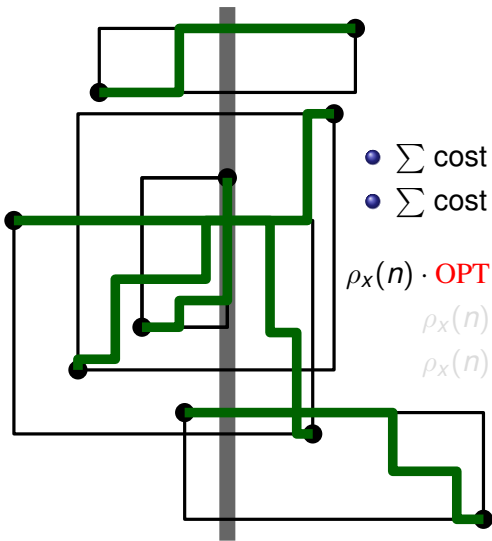 ∑ cost
∑ cost
ρₓ(n) · OPT
ρₓ(n)
ρₓ(n)